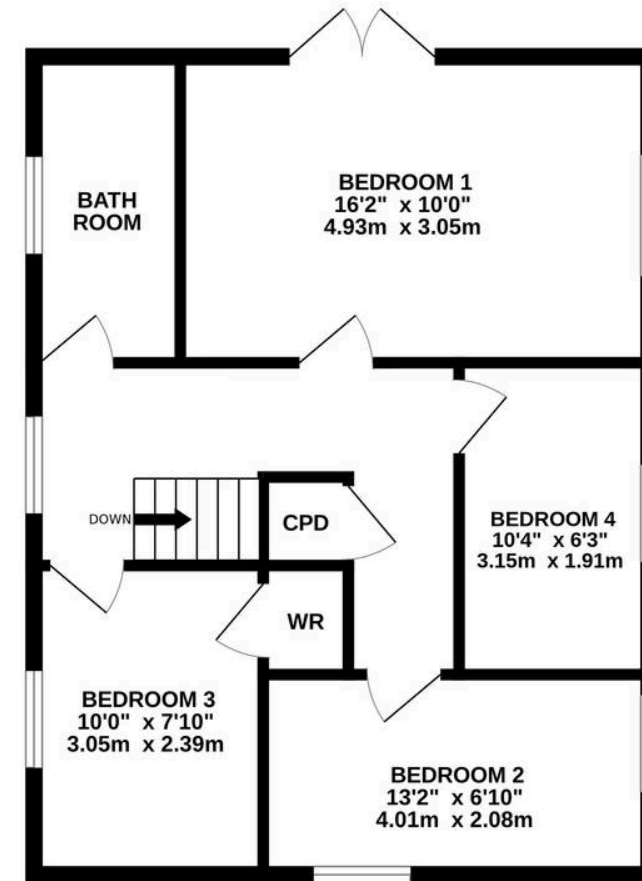 BATH
ROOM
BEDROOM 1
16'2" x 10'0"
4.93m x 3.05m
DOWN
CPD
BEDROOM 4
10'4" x 6'3"
3.15m x 1.91m
WR
BEDROOM 3
10'0" x 7'10"
3.05m x 2.39m
BEDROOM 2
13'2" x 6'10"
4.01m x 2.08m